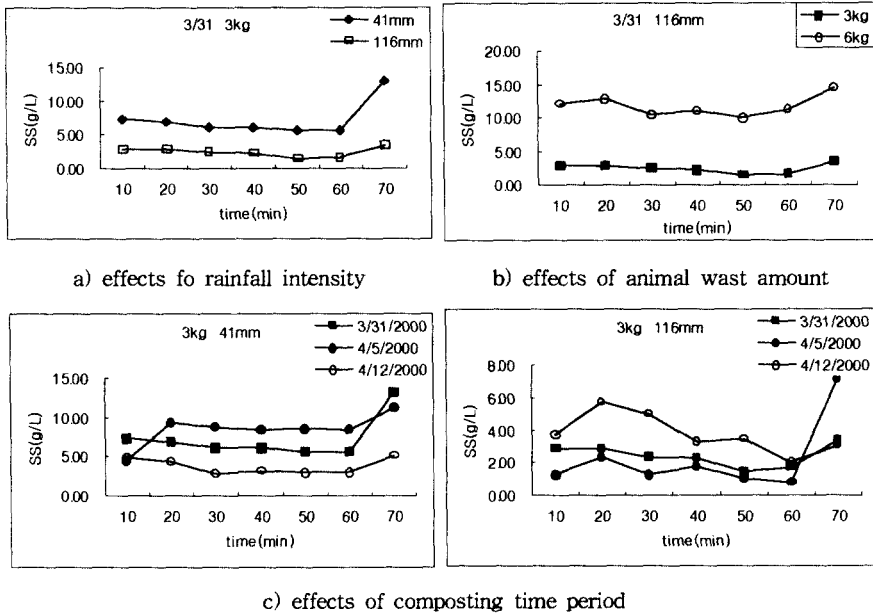 3/31 3kg
41mm
116mm
SS(g/L)
15.00
10.00
5.00
0.00
10 20 30 40 50 60 70
time(min)
a) effects fo rainfall intensity
3/31 116mm
3kg
6kg
SS(g/L)
20.00
15.00
10.00
5.00
0.00
10 20 30 40 50 60 70
time(min)
b) effects of animal wast amount
3kg 41mm
3/31/2000
4/5/2000
4/12/2000
SS(g/L)
15.00
10.00
5.00
0.00
10 20 30 40 50 60 70
time(min)
3kg 116mm
3/31/2000
4/5/2000
4/12/2000
SS(g/L)
8.00
6.00
4.00
2.00
0.00
10 20 30 40 50 60 70
time(min)
c) effects of composting time period